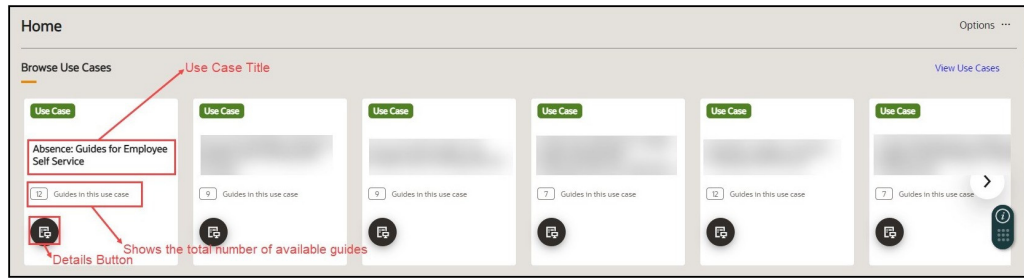 Home
Options ...
Browse Use Cases
Use Case Title
View Use Cases
Use Case
Use Case
Use Case
Use Case
Use Case
Use Case
Absence: Guides for Employee
Self Service
12 Guides in this use case
9 Guides in this use case
9 Guides in this use case
7 Guides in this use case
12 Guides in this use case
7 Guides in this use case
Shows the total number of available guides
Details Button